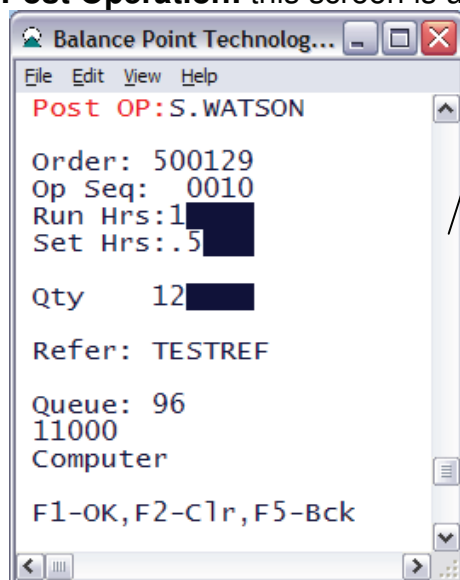 Post Operation: this screen is u
Balance Point Technolog...
File Edit View Help
Post OP:S.WATSON
Order: 500129
Op Seq: 0010
Run Hrs:1
Set Hrs:.5
Qty 12
Refer: TESTREF
Queue: 96
11000
Computer
F1-OK,F2-Clr,F5-Bck